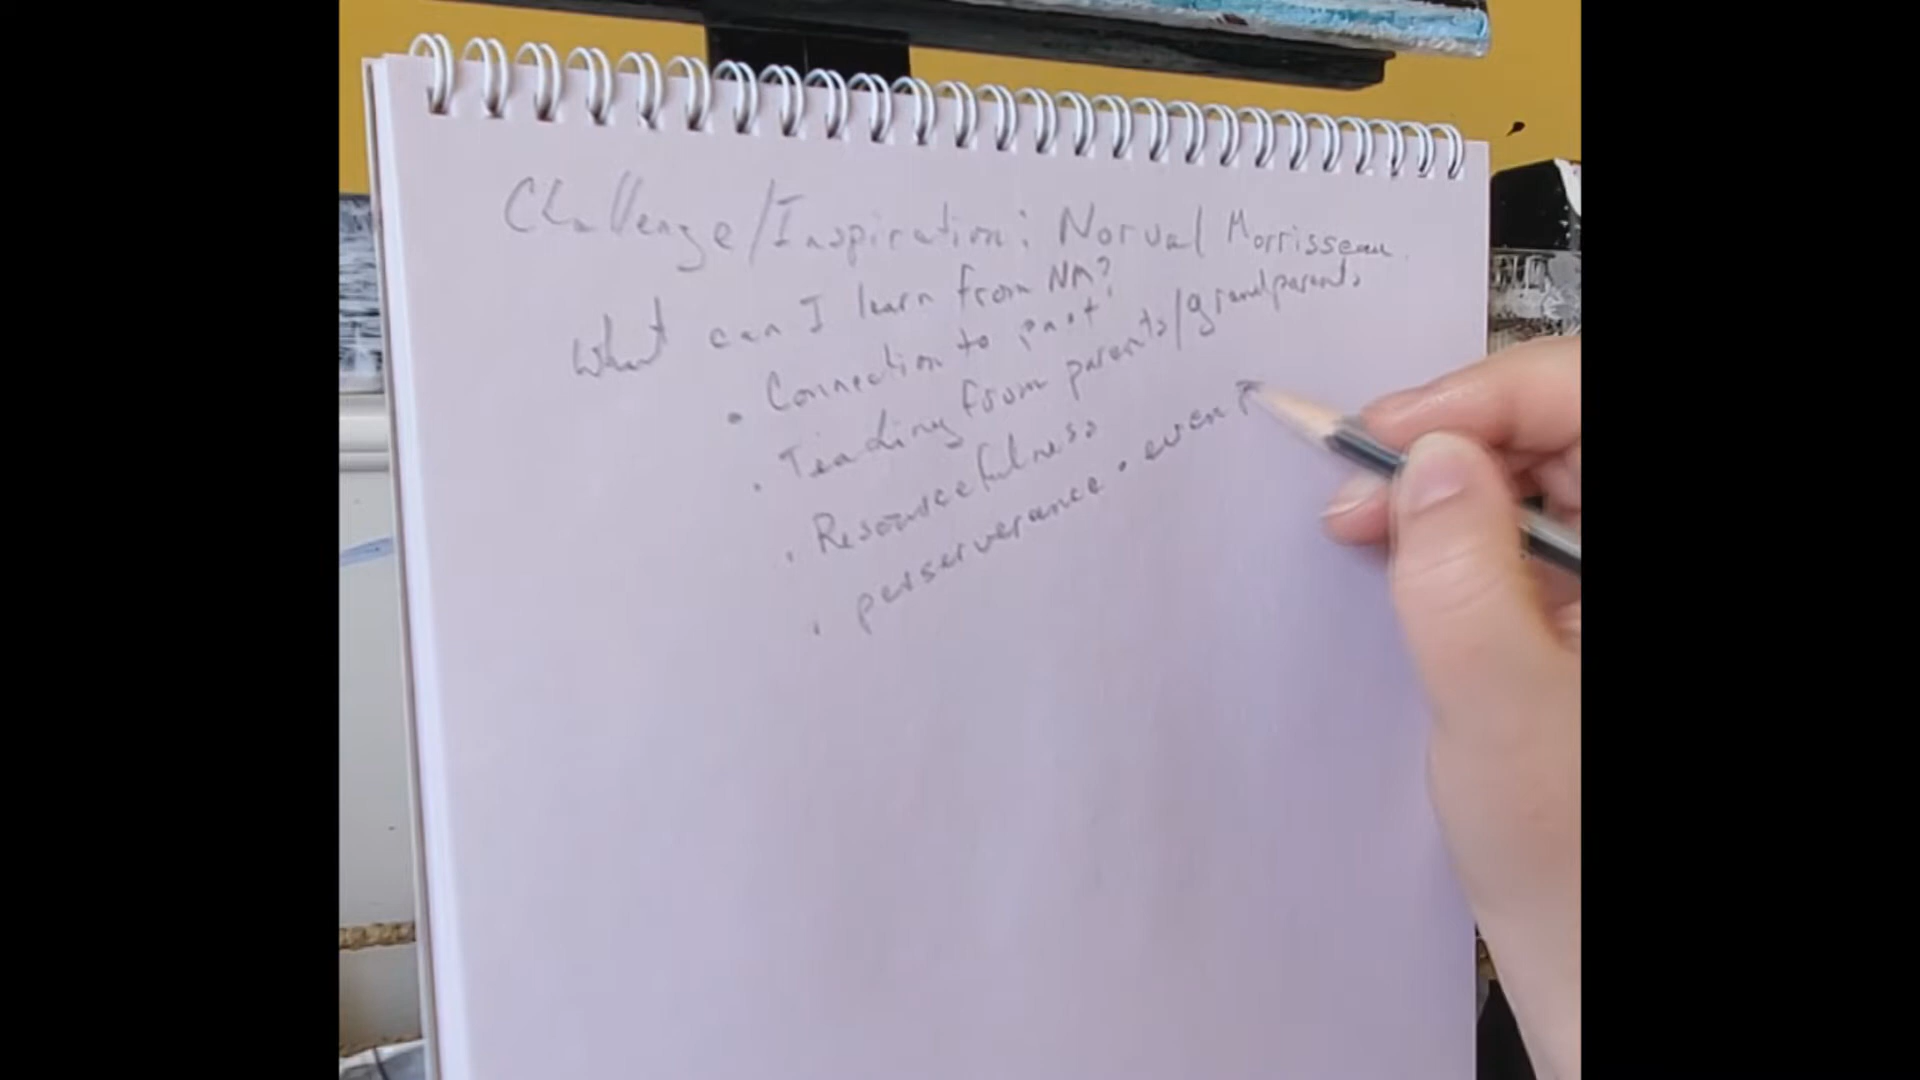 Challenge/Inspiration: Norval Morrisseau
What can I learn from NM?
• Connection to past
• Teaching from parents/grandparents
• Resourcefulness
• perserverance • even